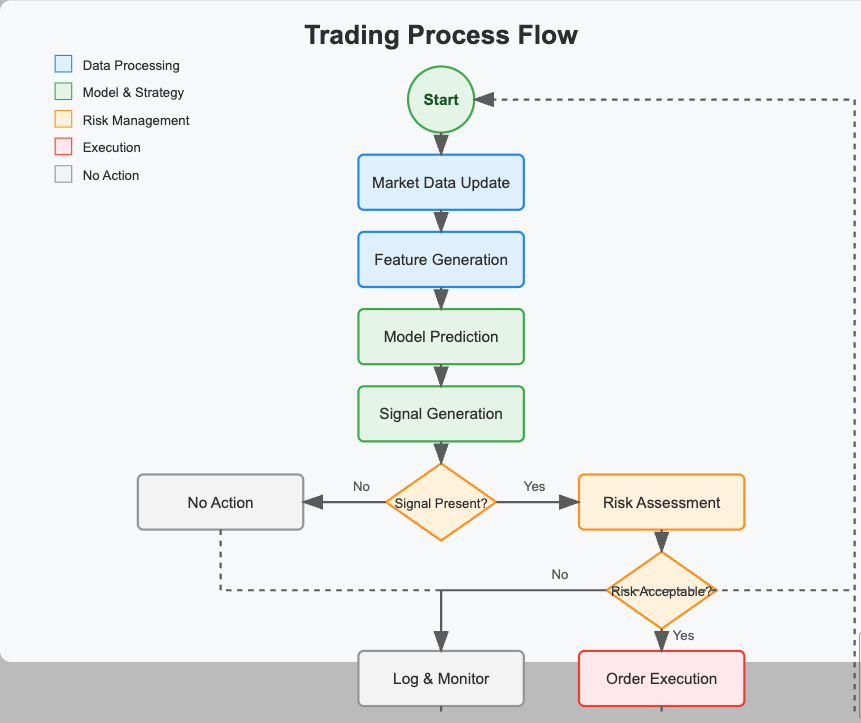 Trading Process Flow
Data Processing
Model & Strategy
Risk Management
Execution
No Action
Start
Market Data Update
Feature Generation
Model Prediction
Signal Generation
No
Yes
No Action
Signal Present?
Risk Assessment
No
Risk Acceptable?
Yes
Log & Monitor
Order Execution